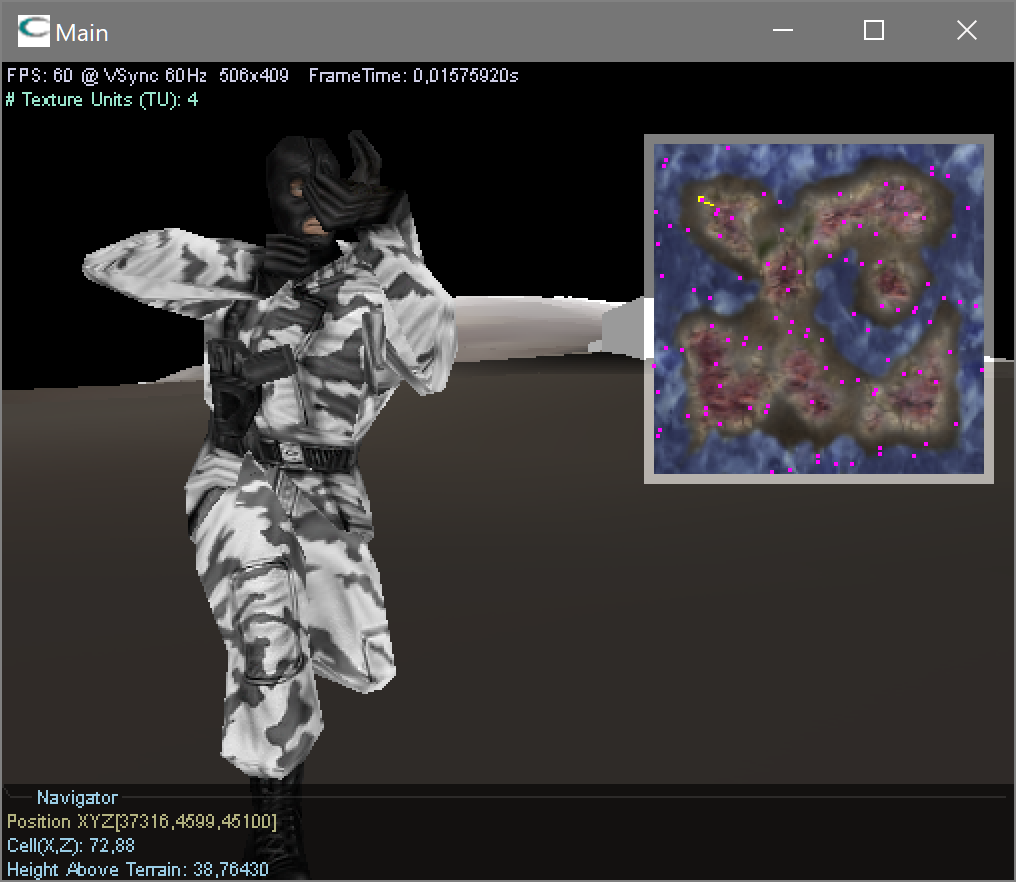 Main
FPS: 60 @ VSync 60Hz 506x409 FrameTime: 0,01575920s
# Texture Units (TU): 4
Navigator
Position XYZ[37316,4599,45100]
Cell(X,Z): 72,88
Height Above Terrain: 38,76430